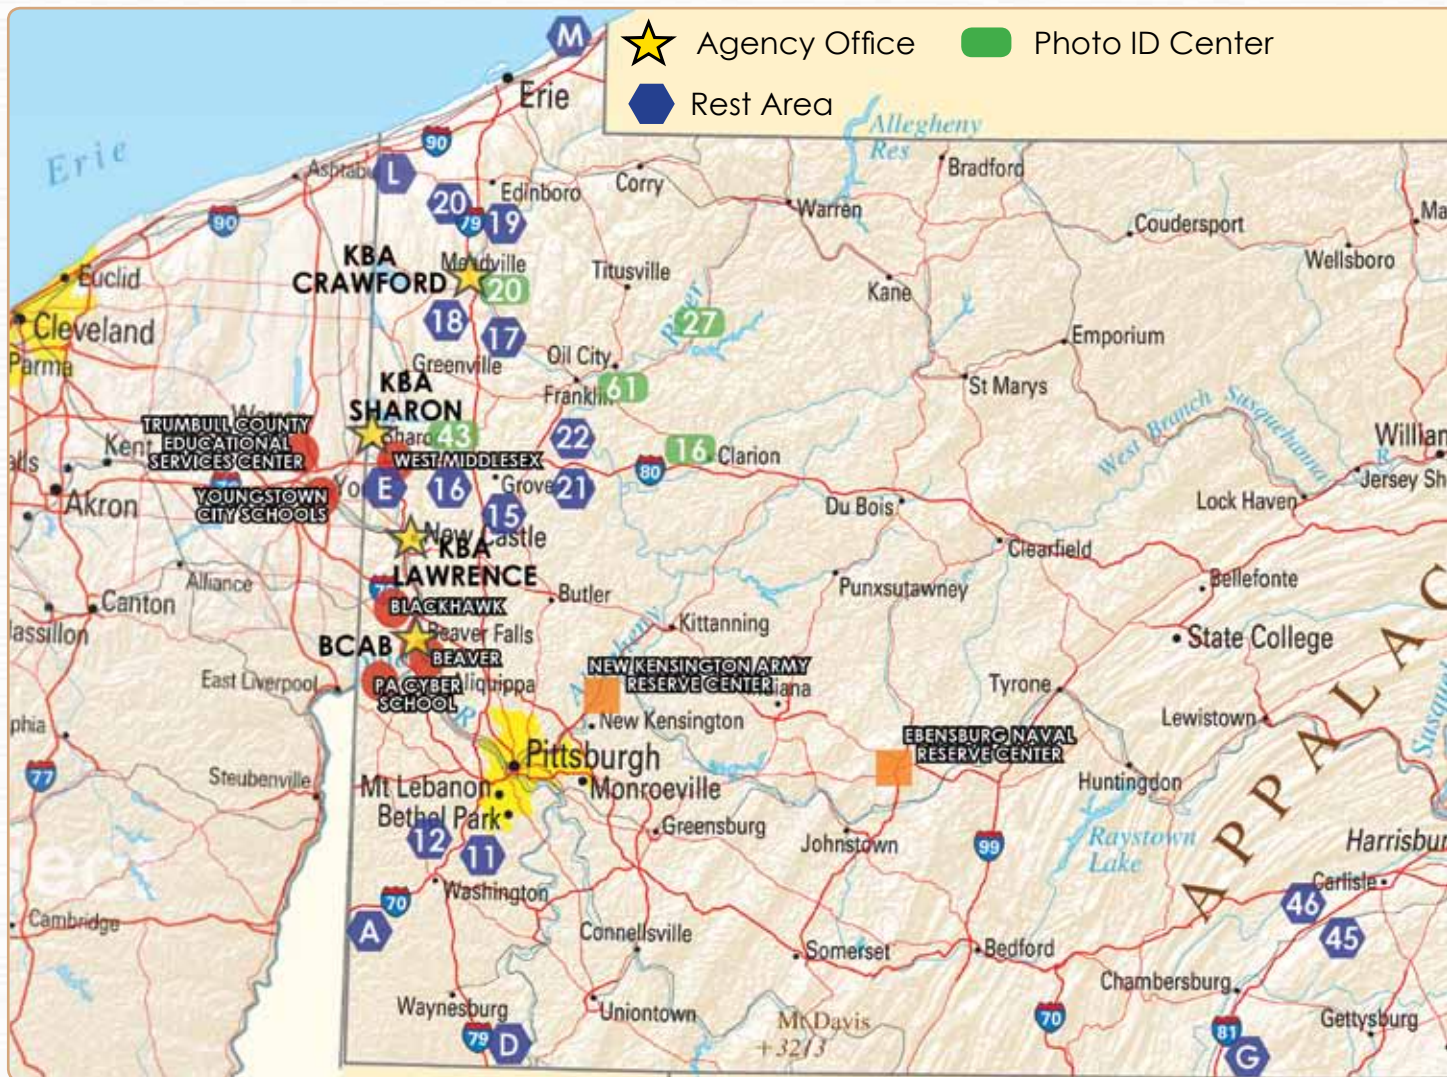 Agency Office
Photo ID Center
Rest Area
M
Erie
Erie
90
Allegheny
Res
Bradford
L
Edinboro
Corry
20
79
19
Warren
90
Coudersport
Wellsboro
KBA
CRAWFORD
Meadville
20
Titusville
Kane
Euclid
Cleveland
Parma
18
17
River
27
Emporium
Greenville
Oil City
Franklin
61
St Marys
KBA
SHARON
43
22
16
Clarion
80
West Branch Susquehanna
R
TRUMBULL COUNTY
EDUCATIONAL
SERVICES CENTER
Kent
WEST MIDDLESEX
Akron
YOUNGSTOWN
CITY SCHOOLS
E
16
21
15
Du Bois
Lock Haven
Jersey Sh
New Castle
KBA
LAWRENCE
Clearfield
Alliance
Canton
Butler
Punxsutawney
Bellefonte
BLACKHAWK
Kittanning
State College
BCAB
Beaver Falls
BEAVER
PA CYBER
SCHOOL
Aliquippa
East Liverpool
NEW KENSINGTON ARMY
RESERVE CENTER
New Kensington
Tyrone
Lewistown
EBENSBURG NAVAL
RESERVE CENTER
Pittsburgh
77
Steubenville
Mt Lebanon
Monroeville
Huntingdon
Bethel Park
Greensburg
12
11
Johnstown
99
Raystown
Lake
Harrisbur
APPALAC
Washington
70
A
Carlisle
46
45
Cambridge
Connellsville
Somerset
Bedford
Chambersburg
Waynesburg
Uniontown
Mt Davis
70
81
Gettysburg
79
D
G